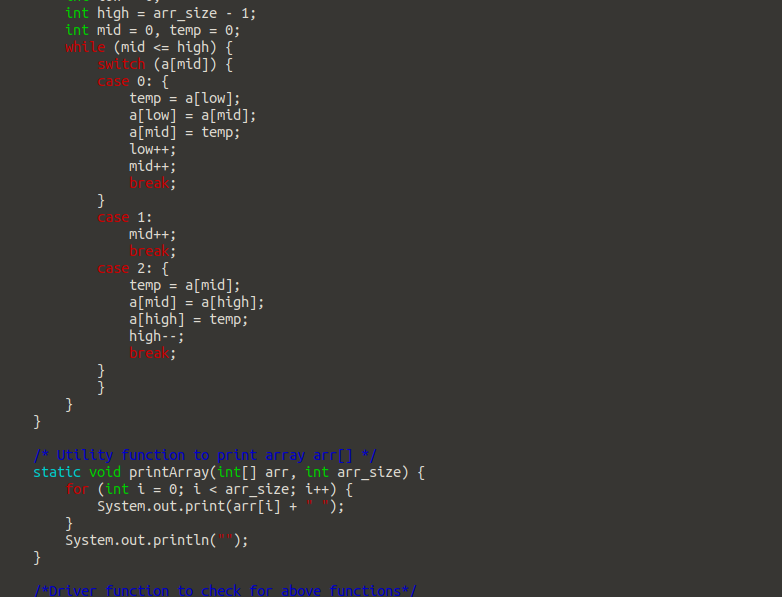 int high = arr_size - 1;
int mid = 0, temp = 0;
while (mid <= high) {
switch (a[mid]) {
case 0: {
temp = a[low];
a[low] = a[mid];
a[mid] = temp;
low++;
mid++;
break;
}
case 1:
mid++;
break;
case 2: {
temp = a[mid];
a[mid] = a[high];
a[high] = temp;
high--;
break;
}
}
}
}
/* Utility function to print array arr[] */
static void printArray(int[] arr, int arr_size) {
for (int i = 0; i < arr_size; i++) {
System.out.print(arr[i] + " ");
}
System.out.println("");
}
/*Driver function to check for above functions*/